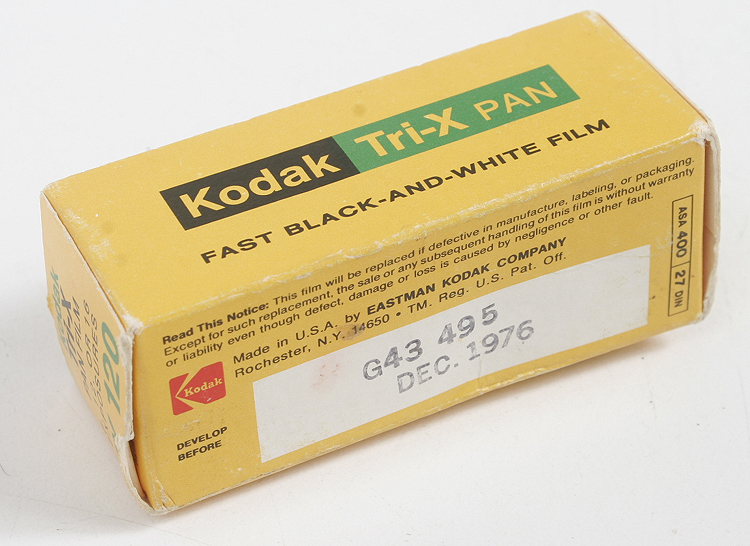 Kodak Tri-X PAN
FAST BLACK-AND-WHITE FILM
Read This Notice: This film will be replaced if defective in manufacture, labeling, or packaging.
Except for such replacement, the sale or any subsequent handling of this film is without warranty
or liability even though defect, damage or loss is caused by negligence or other fault.
Made in U.S.A. by EASTMAN KODAK COMPANY
Rochester, N.Y. 14650 • TM. Reg. U.S. Pat. Off.
ASA 400 27 DIN
Kodak
G43 495
DEC. 1976
DEVELOP
BEFORE
120